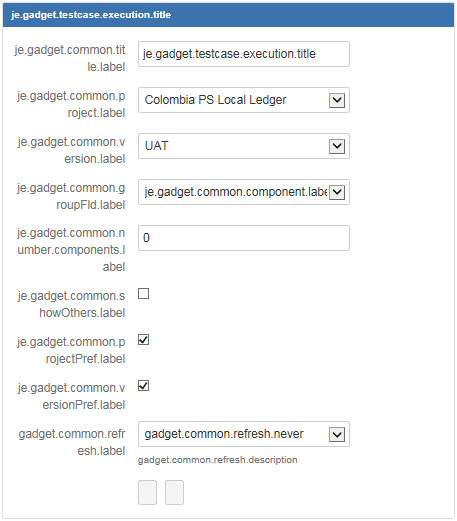 je.gadget.testcase.execution.title
je.gadget.common.tit
le.label
je.gadget.testcase.execution.title
je.gadget.common.p
roject.label
Colombia PS Local Ledger
je.gadget.common.v
ersion.label
UAT
je.gadget.common.g
roupFld.label
je.gadget.common.component.labe
je.gadget.common.n
umber.components.l
abel
0
je.gadget.common.s
howOthers.label
je.gadget.common.p
rojectPref.label
je.gadget.common.v
ersionPref.label
gadget.common.refr
esh.label
gadget.common.refresh.never
gadget.common.refresh.description